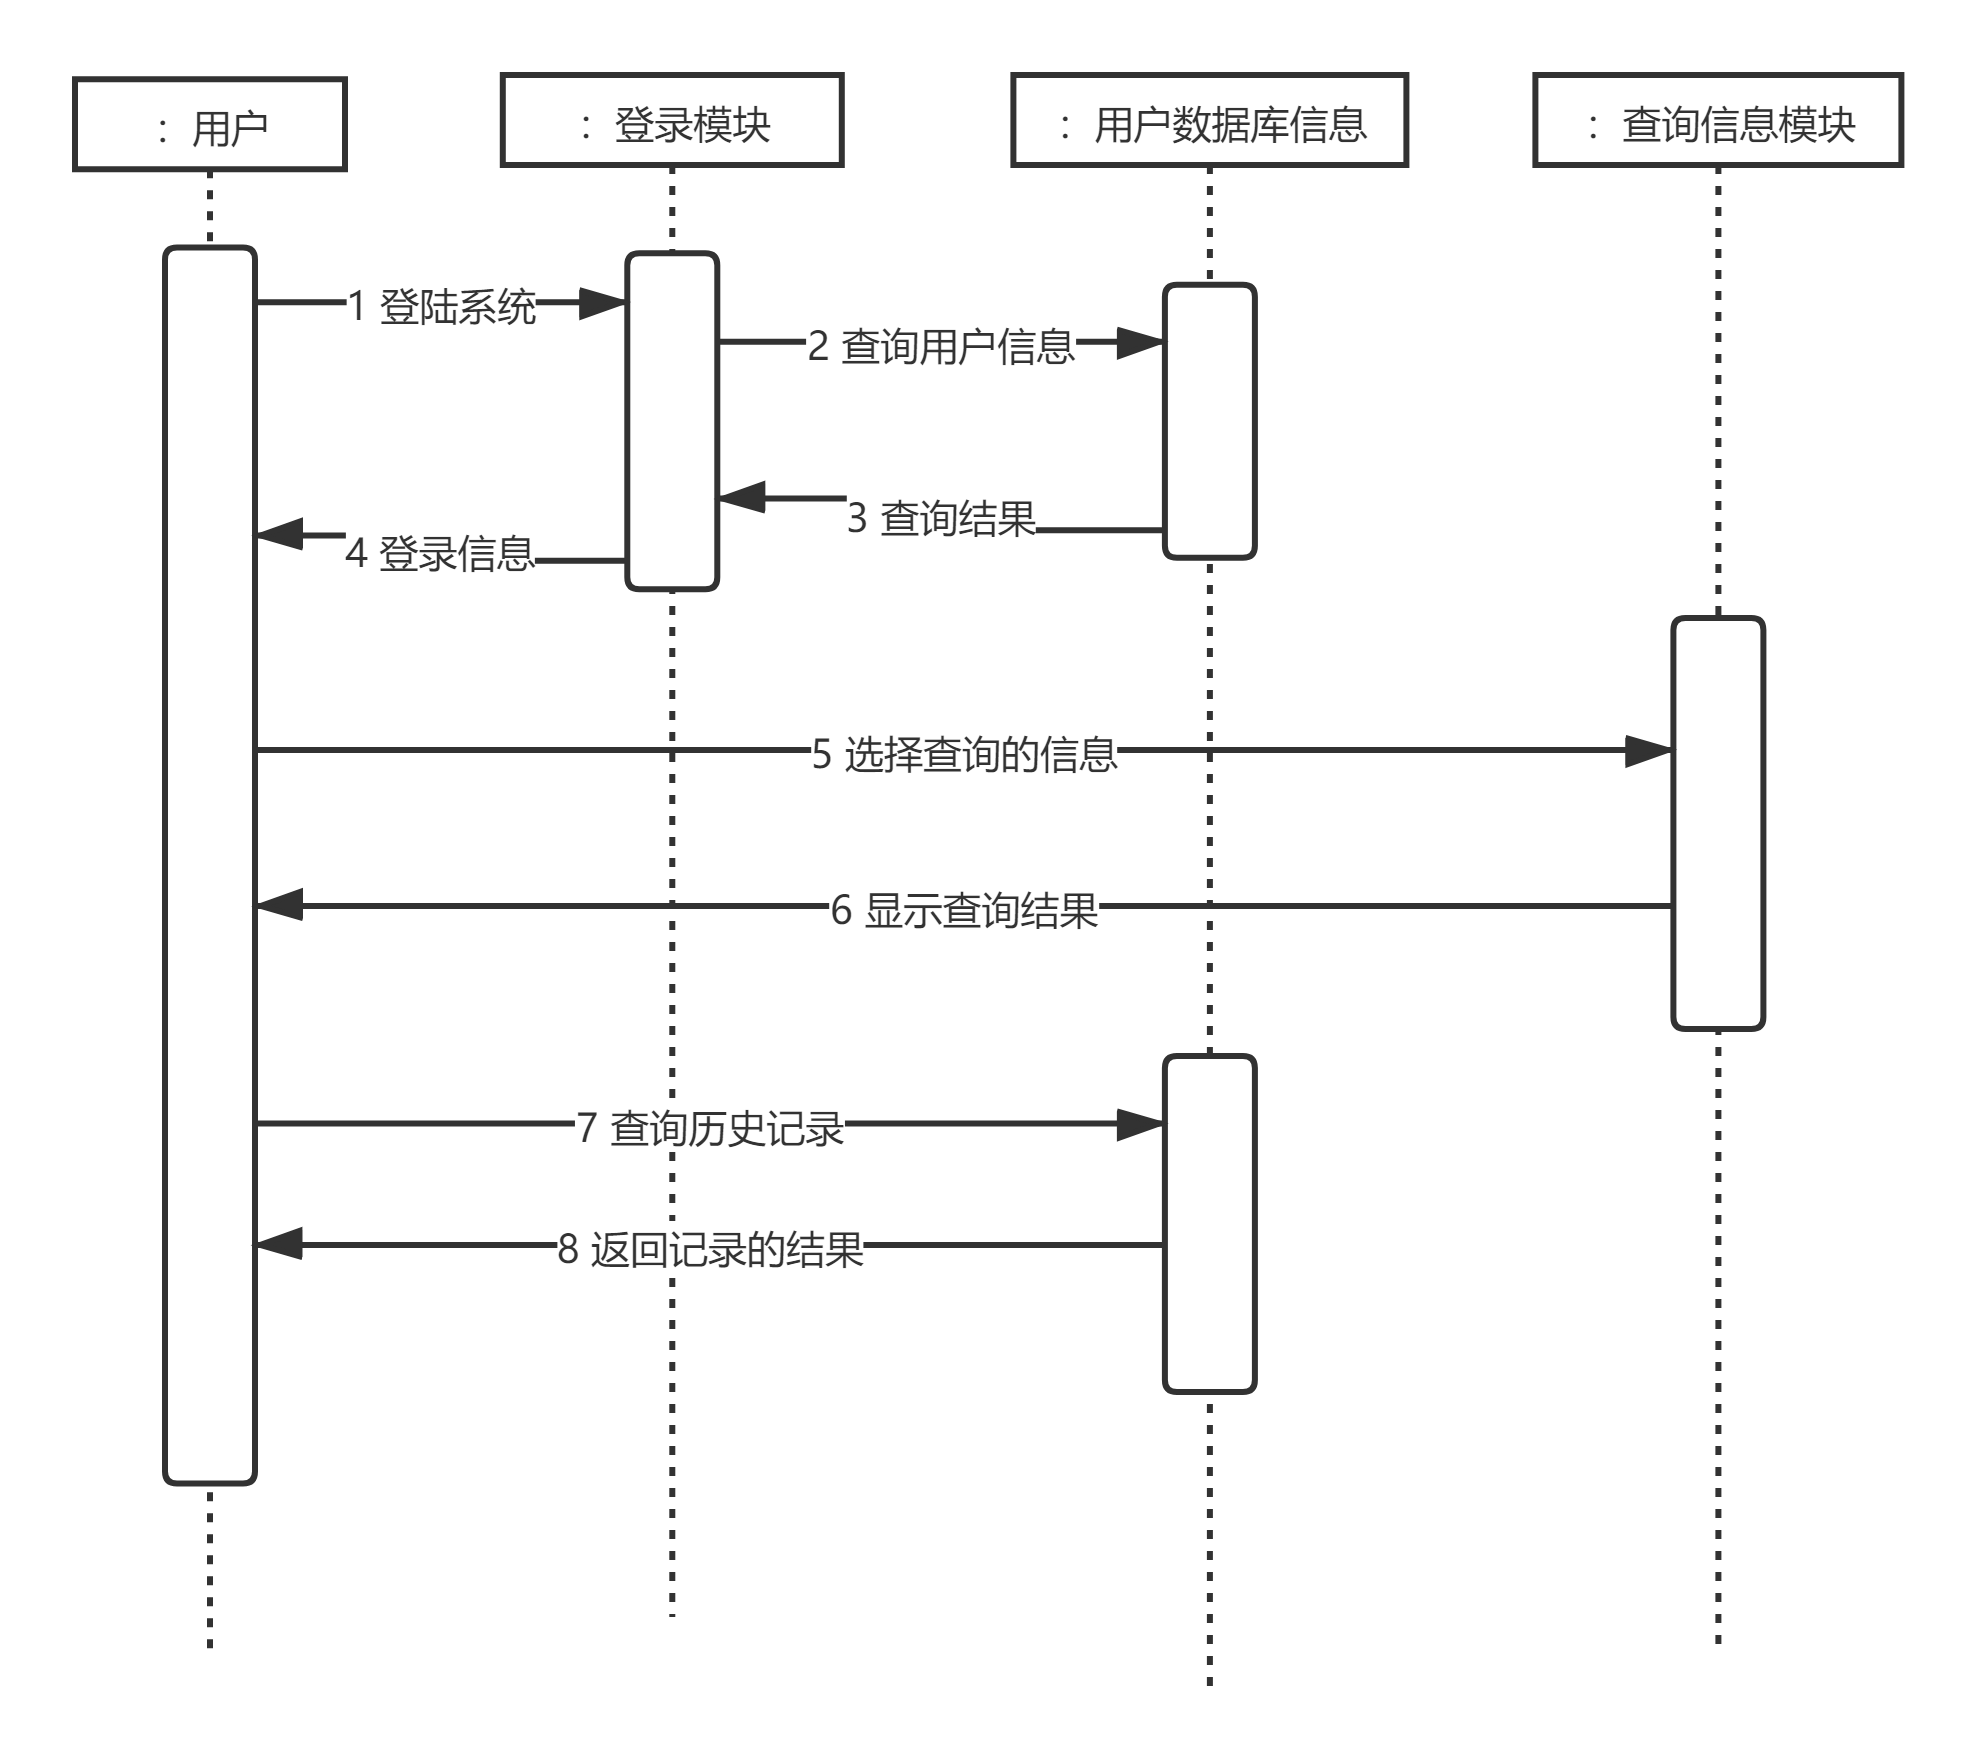 ：用户
：登录模块
：用户数据库信息
：查询信息模块
1 登陆系统
2 查询用户信息
3 查询结果
4 登录信息
5 选择查询的信息
6 显示查询结果
7 查询历史记录
8 返回记录的结果